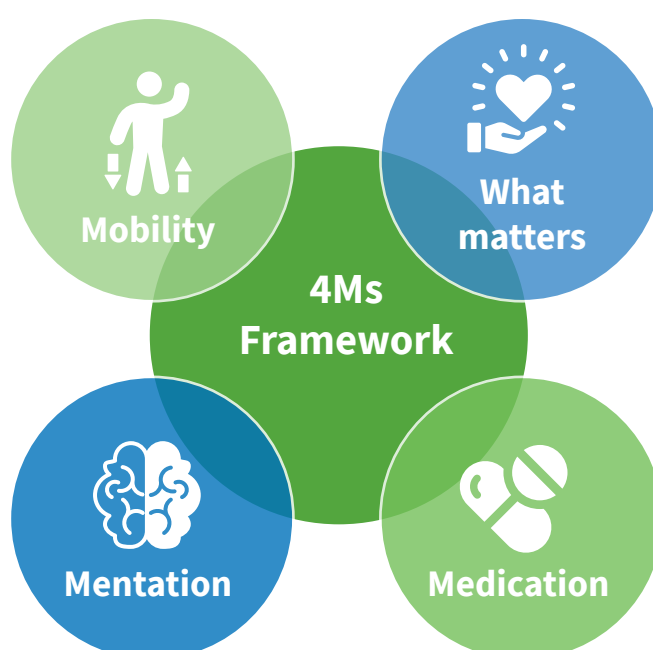 Mobility
What
matters
4Ms
Framework
Mentation
Medication